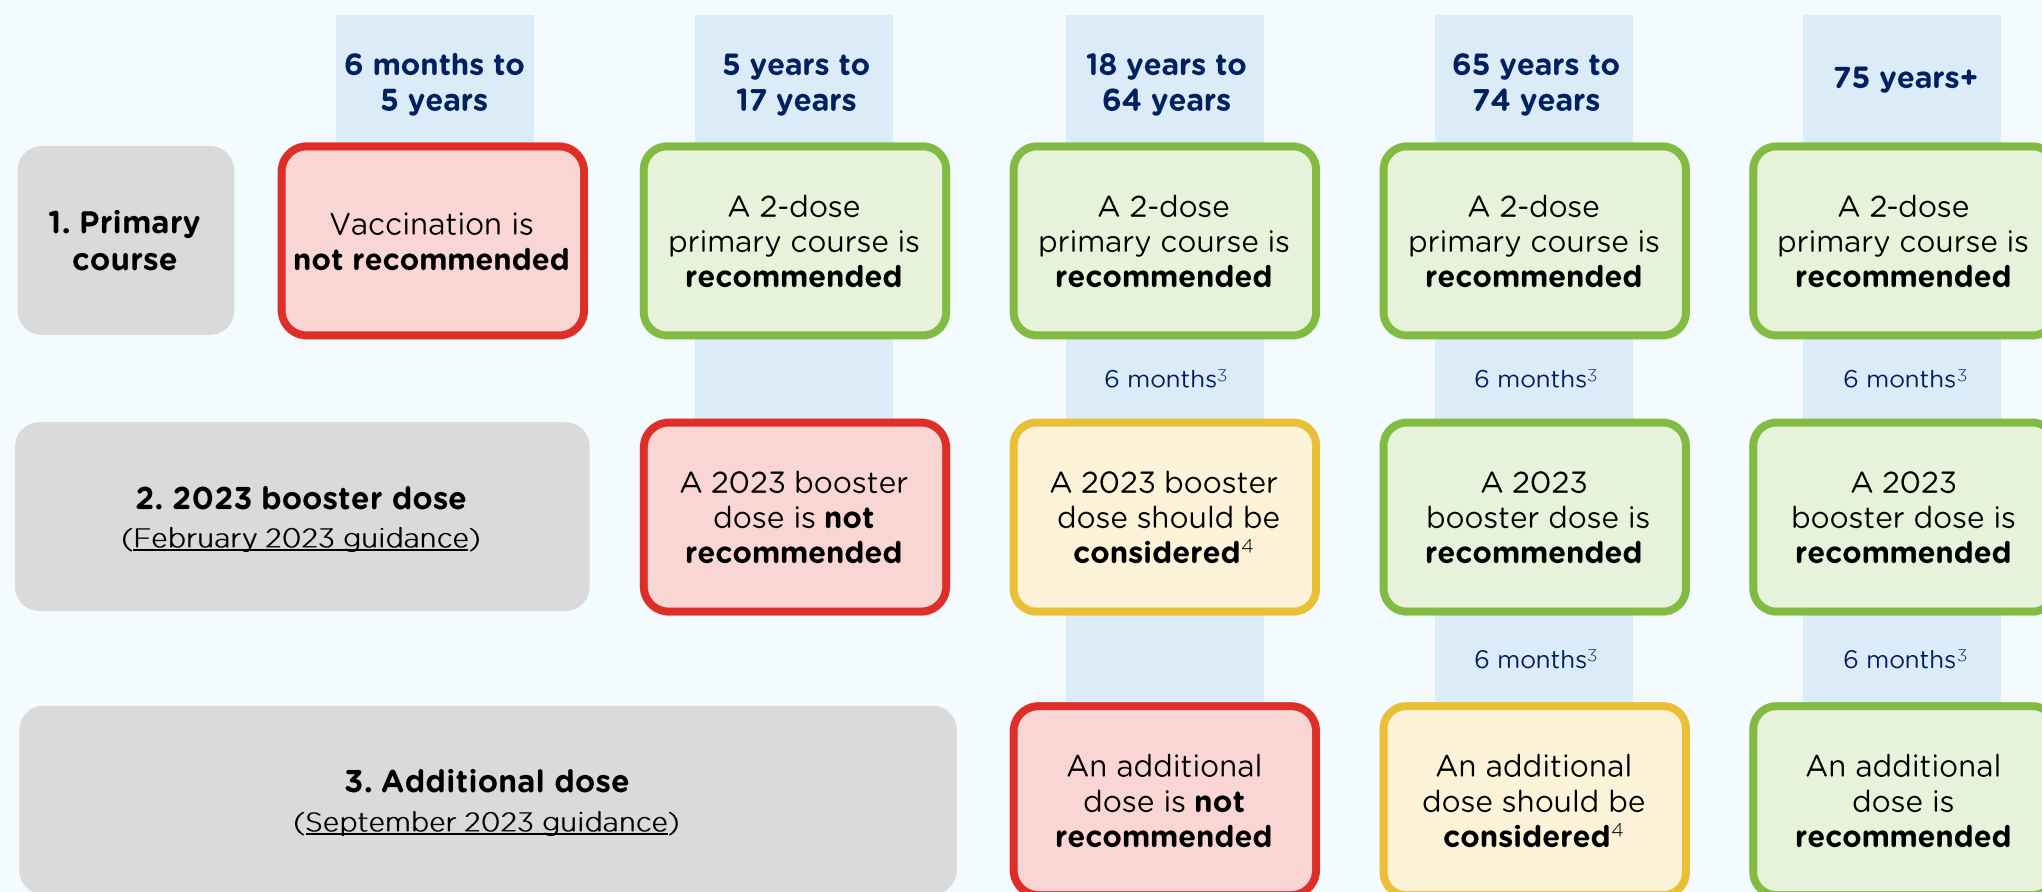 6 months to
5 years
5 years to
17 years
18 years to
64 years
65 years to
74 years
75 years+
1. Primary
course
Vaccination is
not recommended
A 2-dose
primary course is
recommended
A 2-dose
primary course is
recommended
A 2-dose
primary course is
recommended
A 2-dose
primary course is
recommended
6 months³
6 months³
6 months³
2. 2023 booster dose
(February 2023 guidance)
A 2023 booster
dose is not
recommended
A 2023 booster
dose should be
considered⁴
A 2023
booster dose is
recommended
A 2023
booster dose is
recommended
6 months³
6 months³
3. Additional dose
(September 2023 guidance)
An additional
dose is not
recommended
An additional
dose should be
considered⁴
An additional
dose is
recommended